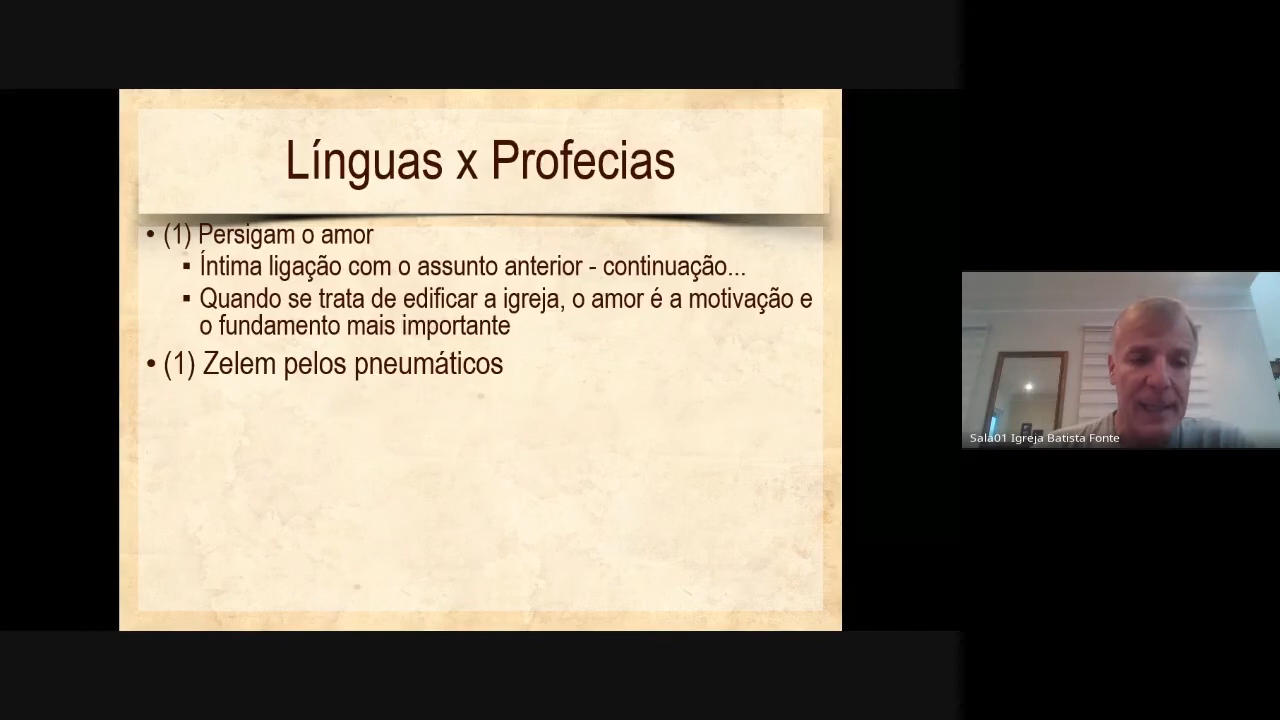 Línguas x Profecias
• (1) Persigam o amor
▪ Íntima ligação com o assunto anterior - continuação...
▪ Quando se trata de edificar a igreja, o amor é a motivação e
o fundamento mais importante
• (1) Zelem pelos pneumáticos
Sala01 Igreja Batista Fonte